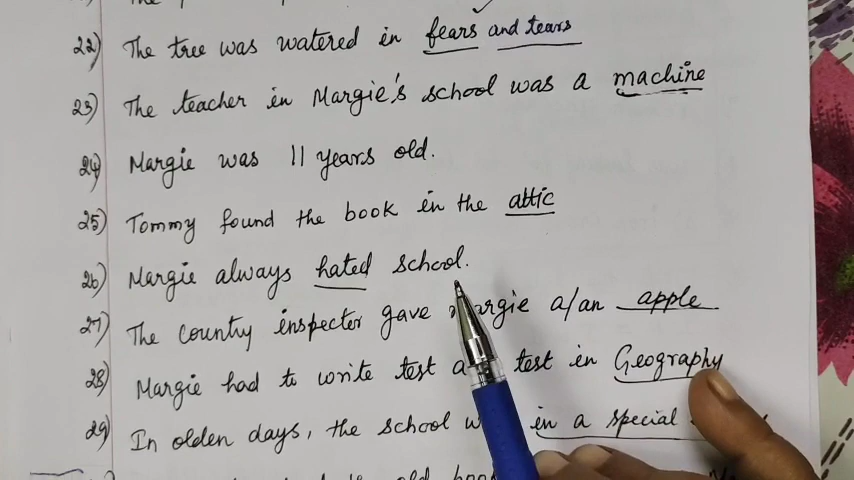 22) The tree was watered in fears and tears
23) The teacher in Margie's school was a machine
24) Margie was 11 years old.
25) Tommy found the book in the attic
26) Margie always hated school.
27) The country inspector gave Margie a/an apple
28) Margie had to write test a test in Geography
29) In olden days, the school in a special